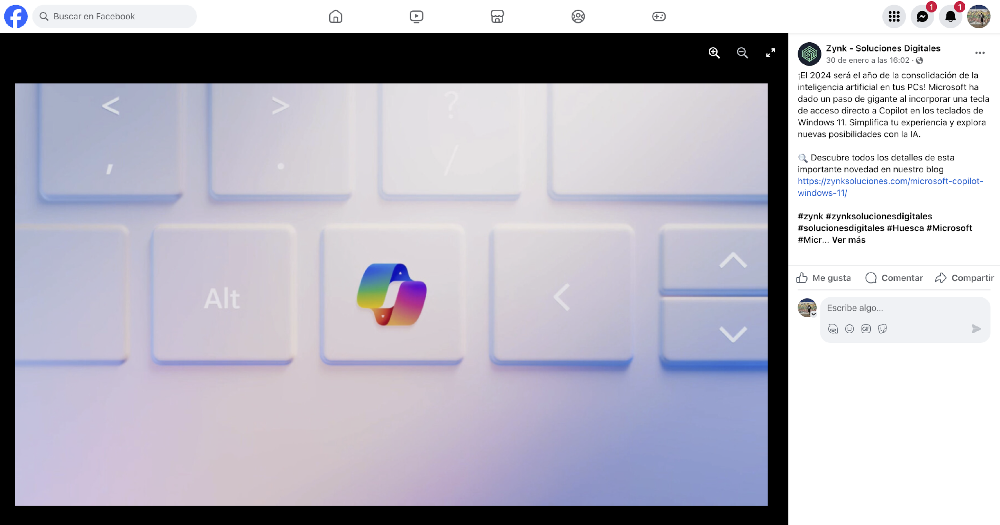 Buscar en Facebook
1
1
Zynk - Soluciones Digitales
30 de enero a las 16:02 ·
¡El 2024 será el año de la consolidación de la
inteligencia artificial en tus PCs! Microsoft ha
dado un paso de gigante al incorporar una tecla
de acceso directo a Copilot en los teclados de
Windows 11. Simplifica tu experiencia y explora
nuevas posibilidades con la IA.
Descubre todos los detalles de esta
importante novedad en nuestro blog
https://zynksoluciones.com/microsoft-copilot-
windows-11/
#zynk #zynksolucionesdigitales
#solucionesdigitales #Huesca #Microsoft
#Micr... Ver más
Me gusta Comentar Compartir
Escribe algo...
GIF
< > ?
, . /
Alt